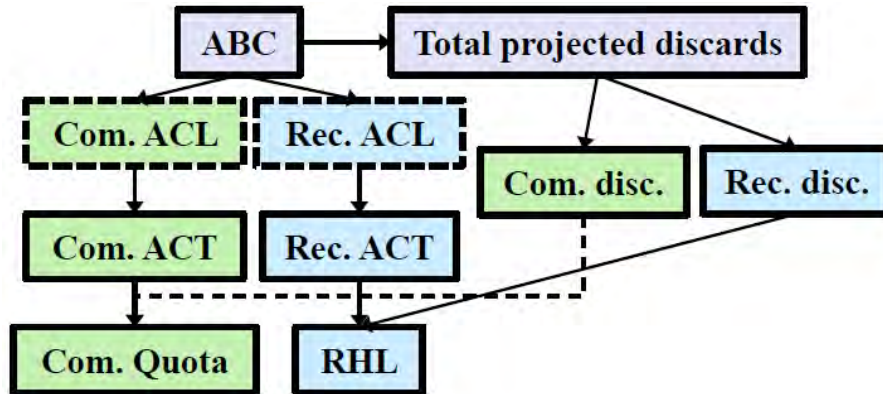 ABC
Total projected discards
Com. ACL
Rec. ACL
Com. disc.
Rec. disc.
Com. ACT
Rec. ACT
Com. Quota
RHL